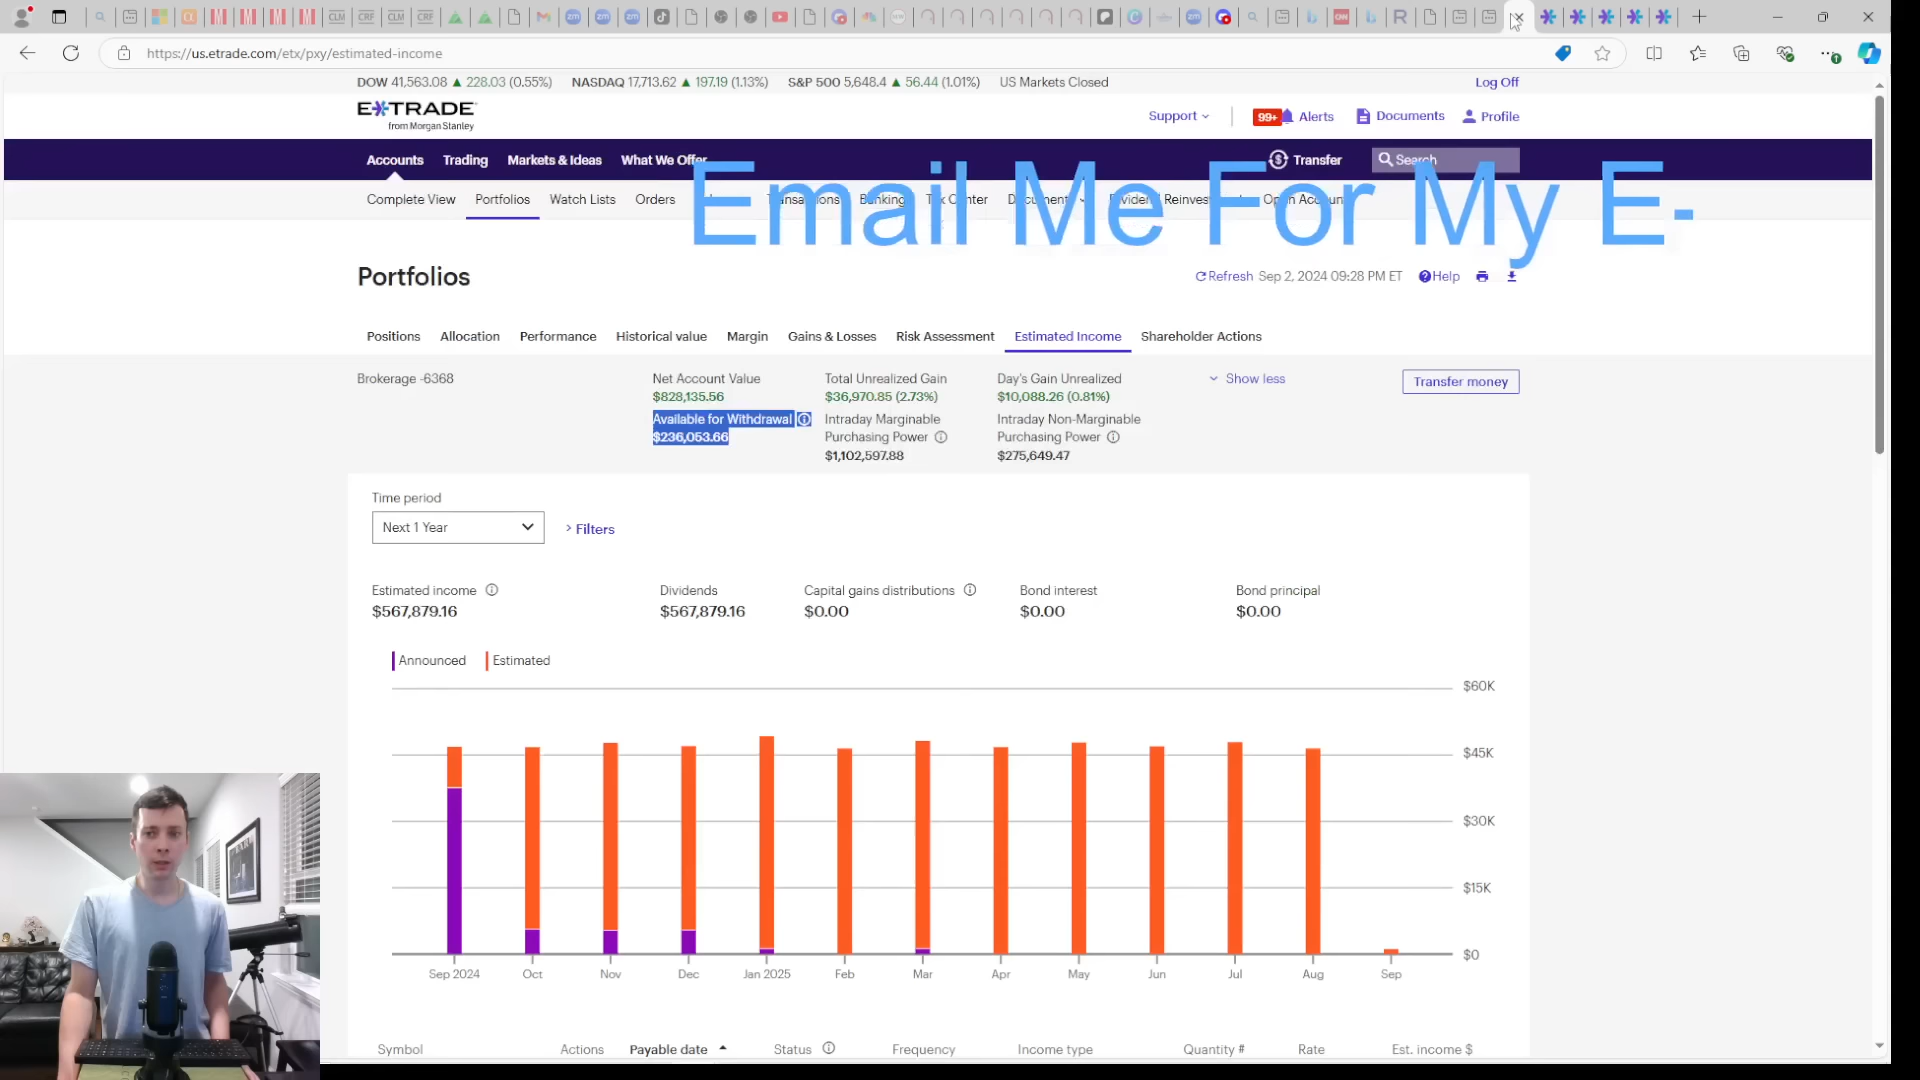 https://us.etrade.com/etx/pxy/estimated-income
DOW 41,563.08 ▲ 228.03 (0.55%) NASDAQ 17,713.62 ▲ 197.19 (1.13%) S&P 500 5,648.4 ▲ 56.44 (1.01%) US Markets Closed Log Off
E*TRADE
from Morgan Stanley
Support 99+ Alerts Documents Profile
Accounts Trading Markets & Ideas What We Offer Transfer Search
Email Me For My E-
Complete View Portfolios Watch Lists Orders Transactions Banking Tax Center Documents Dividend Reinvest Open Account
Portfolios
Refresh Sep 2, 2024 09:28 PM ET Help
Positions Allocation Performance Historical value Margin Gains & Losses Risk Assessment Estimated Income Shareholder Actions
Brokerage -6368 Net Account Value Total Unrealized Gain Day's Gain Unrealized Show less Transfer money
$828,135.56 $36,970.85 (2.73%) $10,088.26 (0.81%)
Available for Withdrawal Intraday Marginable Intraday Non-Marginable
$236,053.66 Purchasing Power Purchasing Power
$1,102,597.88 $275,649.47
Time period
Next 1 Year Filters
Estimated income Dividends Capital gains distributions Bond interest Bond principal
$567,879.16 $567,879.16 $0.00 $0.00 $0.00
Announced Estimated
$60K
$45K
$30K
$15K
$0
Sep 2024 Oct Nov Dec Jan 2025 Feb Mar Apr May Jun Jul Aug Sep
Symbol Actions Payable date Status Frequency Income type Quantity # Rate Est. income $